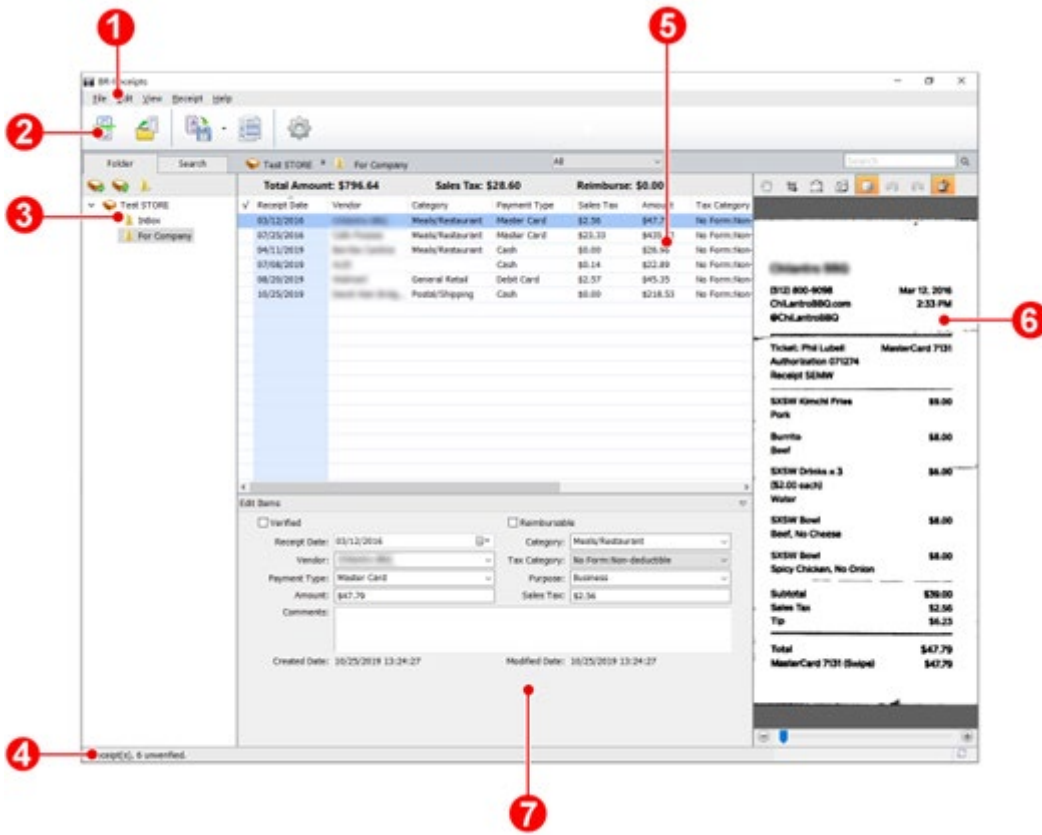 1
5
BR-Receipts
File Edit View Receipt Help
2
Folder Search Test STORE * For Company All Search
Total Amount: $796.64 Sales Tax: $28.60 Reimburse: $0.00
3
Test STORE
Inbox
For Company
√ Receipt Date Vendor Category Payment Type Sales Tax Amount Tax Category
03/12/2016 Meals/Restaurant Master Card $2.56 No Form:Non-
07/25/2016 Meals/Restaurant Master Card $23.33 No Form:Non-
04/11/2019 Meals/Restaurant Cash $0.00 No Form:Non-
07/08/2019 Cash $0.14 $22.89 No Form:Non-
08/20/2019 General Retail Debit Card $2.57 $45.35 No Form:Non-
10/25/2019 Postal/Shipping Cash $0.00 $218.53 No Form:Non-
Edit Items
Verified Reimbursable
Receipt Date: 03/12/2016 Category: Meals/Restaurant
Vendor: Tax Category: No Form:Non-deductible
Payment Type: Master Card Purpose: Business
Amount: $47.79 Sales Tax: $2.56
Comments:
Created Date: 10/25/2019 13:24:27 Modified Date: 10/25/2019 13:24:27
(512) 800-9098 Mar 12, 2016
ChiLantroBBQ.com 2:33 PM
@ChiLantroBBQ
6
Ticket: Phil Lubell MasterCard 7131
Authorization 071274
Receipt SEMW
SXSW Kimchi Fries $9.00
Pork
Burrito $8.00
Beef
SXSW Drinks x 3 $6.00
($2.00 each)
Water
SXSW Bowl $8.00
Beef, No Cheese
SXSW Bowl $8.00
Spicy Chicken, No Onion
Subtotal $39.00
Sales Tax $2.56
Tip $6.23
Total $47.79
MasterCard 7131 (Swipe) $47.79
4
6 unverified.
7